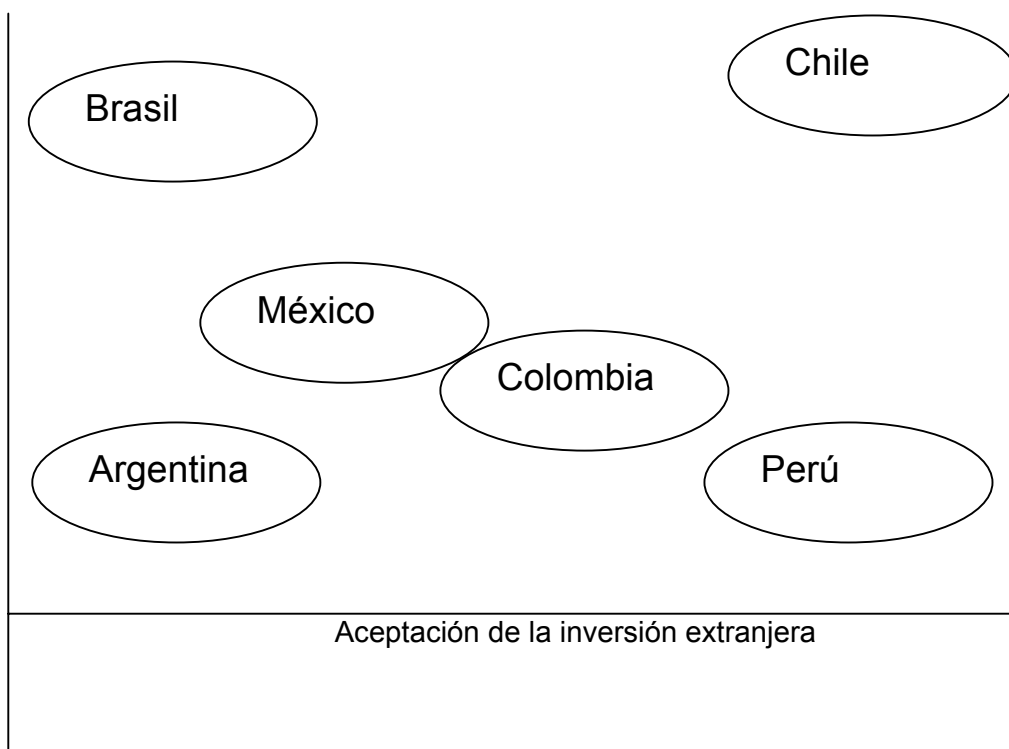 Chile
Brasil
México
Colombia
Argentina
Perú
Aceptación de la inversión extranjera